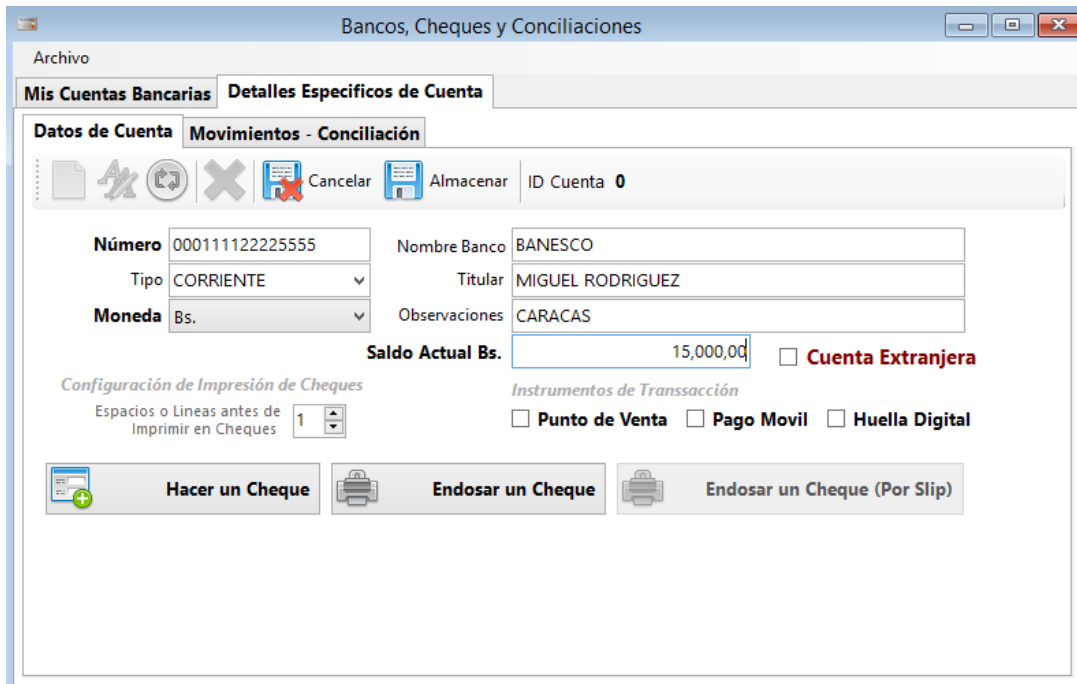 Bancos, Cheques y Conciliaciones
Archivo
Mis Cuentas Bancarias Detalles Especificos de Cuenta
Datos de Cuenta Movimientos - Conciliación
Cancelar Almacenar ID Cuenta 0
Número 000111122225555 Nombre Banco BANESCO
Tipo CORRIENTE Titular MIGUEL RODRIGUEZ
Moneda Bs. Observaciones CARACAS
Saldo Actual Bs. 15,000,00 Cuenta Extranjera
Configuración de Impresión de Cheques Instrumentos de Transsacción
Espacios o Lineas antes de
Imprimir en Cheques 1 Punto de Venta Pago Movil Huella Digital
Hacer un Cheque Endosar un Cheque Endosar un Cheque (Por Slip)